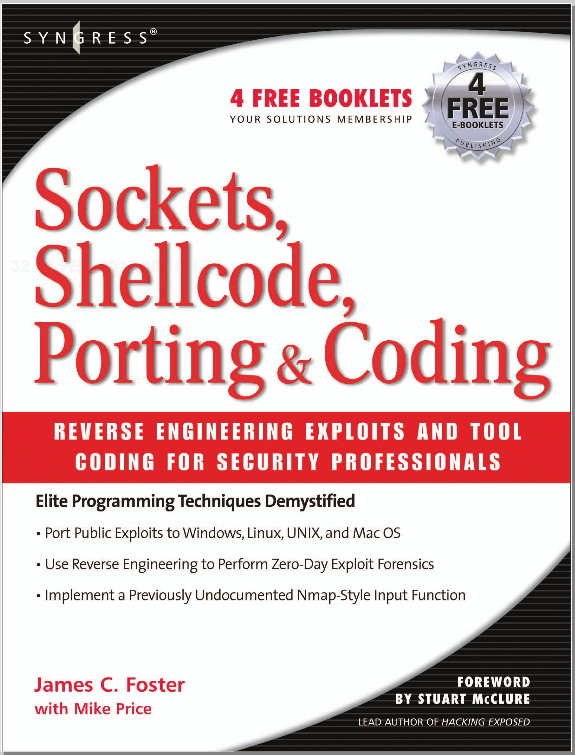 SYNGRESS®
4 FREE BOOKLETS
YOUR SOLUTIONS MEMBERSHIP
SYNGRESS
4
FREE
E-BOOKLETS
PUBLISHING
Sockets,
Shellcode,
Porting & Coding
REVERSE ENGINEERING EXPLOITS AND TOOL
CODING FOR SECURITY PROFESSIONALS
Elite Programming Techniques Demystified
• Port Public Exploits to Windows, Linux, UNIX, and Mac OS
• Use Reverse Engineering to Perform Zero-Day Exploit Forensics
• Implement a Previously Undocumented Nmap-Style Input Function
James C. Foster
with Mike Price
FOREWORD
BY STUART McCLURE
LEAD AUTHOR OF HACKING EXPOSED